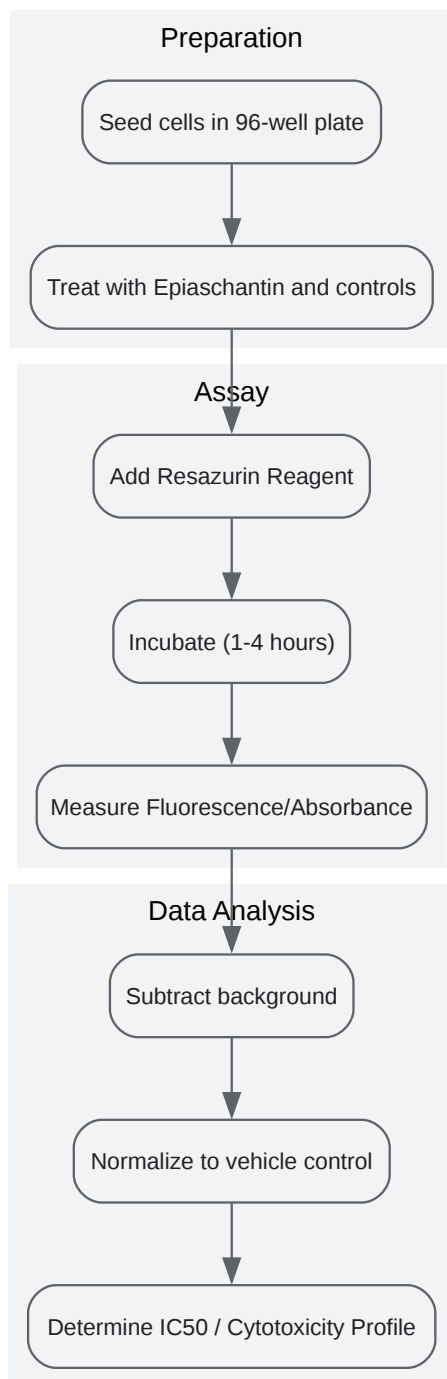 Preparation
Seed cells in 96-well plate
Treat with Epiaschantin and controls
Assay
Add Resazurin Reagent
Incubate (1-4 hours)
Measure Fluorescence/Absorbance
Data Analysis
Subtract background
Normalize to vehicle control
Determine IC50 / Cytotoxicity Profile